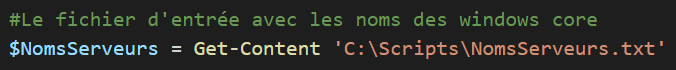 #Le fichier d'entrée avec les noms des windows core
$NomsServeurs = Get-Content 'C:\Scripts\NomsServeurs.txt'